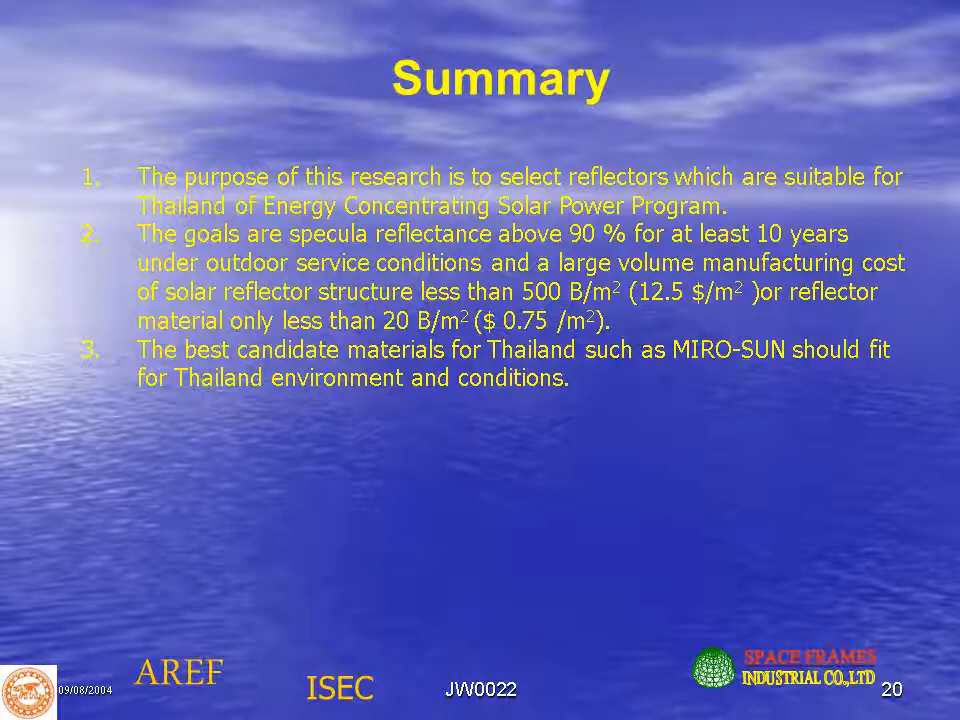 Summary
1. The purpose of this research is to select reflectors which are suitable for
Thailand of Energy Concentrating Solar Power Program.
2. The goals are specula reflectance above 90 % for at least 10 years
under outdoor service conditions and a large volume manufacturing cost
of solar reflector structure less than 500 B/m² (12.5 $/m² )or reflector
material only less than 20 B/m² ($ 0.75 /m²).
3. The best candidate materials for Thailand such as MIRO-SUN should fit
for Thailand environment and conditions.
09/08/2004
AREF
ISEC
JW0022
SPACE FRAMES
INDUSTRIAL CO.,LTD
20